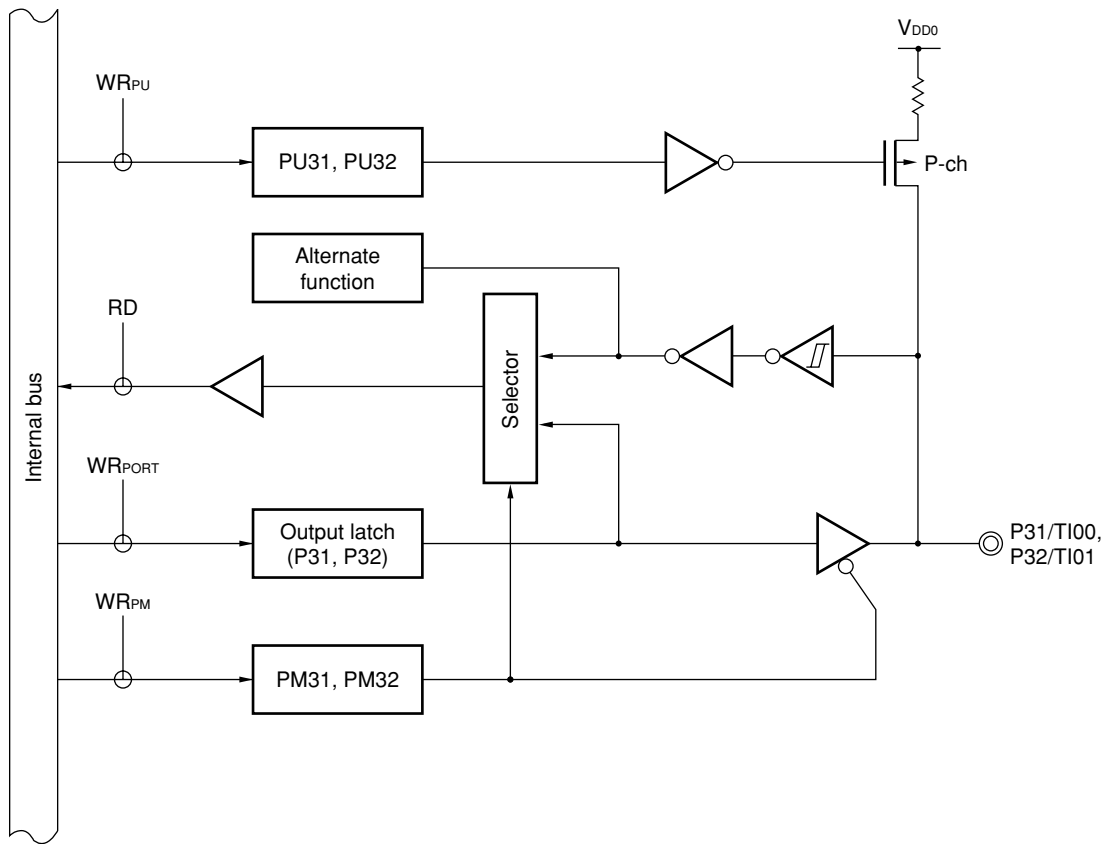 VDD0
WRPU
PU31, PU32
P-ch
Alternate
function
RD
Selector
Internal bus
WRPORT
Output latch
(P31, P32)
P31/TI00,
P32/TI01
WRPM
PM31, PM32